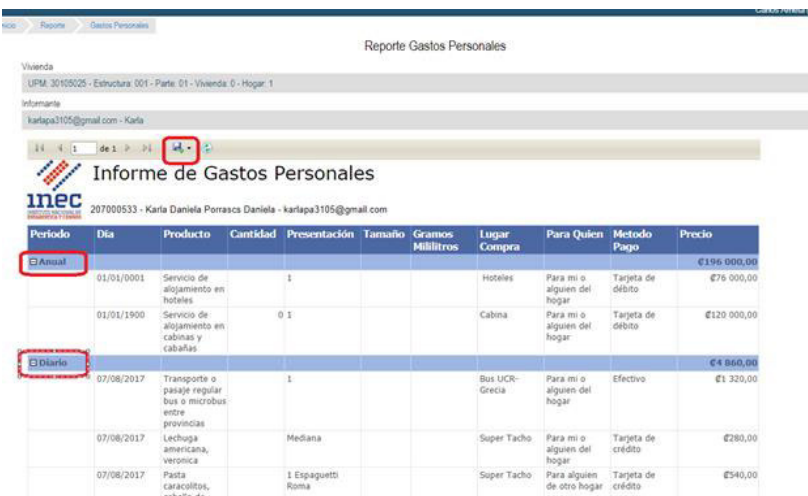 Reporte Gastos Personales
Reporte Gastos Personales
Vivienda
UPM: 30105025 - Estructura: 001 - Parte: 01 - Vivienda: 0 - Hogar: 1
Informante
karlapa3105@gmail.com - Karla
1 de 1
Informe de Gastos Personales
inec
207000533 - Karla Daniela Porrascs Daniela - karlapa3105@gmail.com
Periodo Día Producto Cantidad Presentación Tamaño Gramos Mililitros Lugar Compra Para Quien Metodo Pago Precio
Anual ₡196 000,00
01/01/0001 Servicio de alojamiento en hoteles 1 Hoteles Para mi o alguien del hogar Tarjeta de débito ₡76 000,00
01/01/1900 Servicio de alojamiento en cabinas y cabañas 0 1 Cabina Para mi o alguien del hogar Tarjeta de débito ₡120 000,00
Diario ₡4 860,00
07/08/2017 Transporte o pasaje regular bus o microbus entre provincias 1 Bus UCR-Grecia Para mi o alguien del hogar Efectivo ₡1 320,00
07/08/2017 Lechuga americana, veronica Mediana Super Tacho Para mi o alguien del hogar Tarjeta de crédito ₡280,00
07/08/2017 Pasta caracolitos, 1 Espaguetti Roma Super Tacho Para alguien de otro hogar Tarjeta de crédito ₡540,00